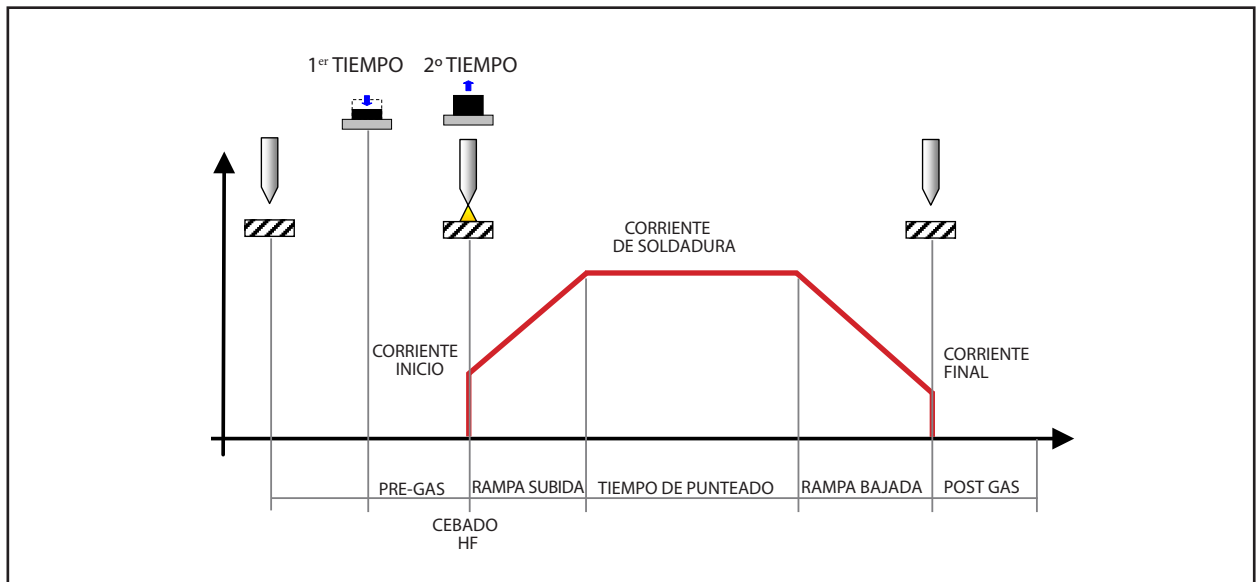 1er TIEMPO
2º TIEMPO
CORRIENTE
DE SOLDADURA
CORRIENTE
INICIO
CORRIENTE
FINAL
PRE-GAS
RAMPA SUBIDA
TIEMPO DE PUNTEADO
RAMPA BAJADA
POST GAS
CEBADO
HF